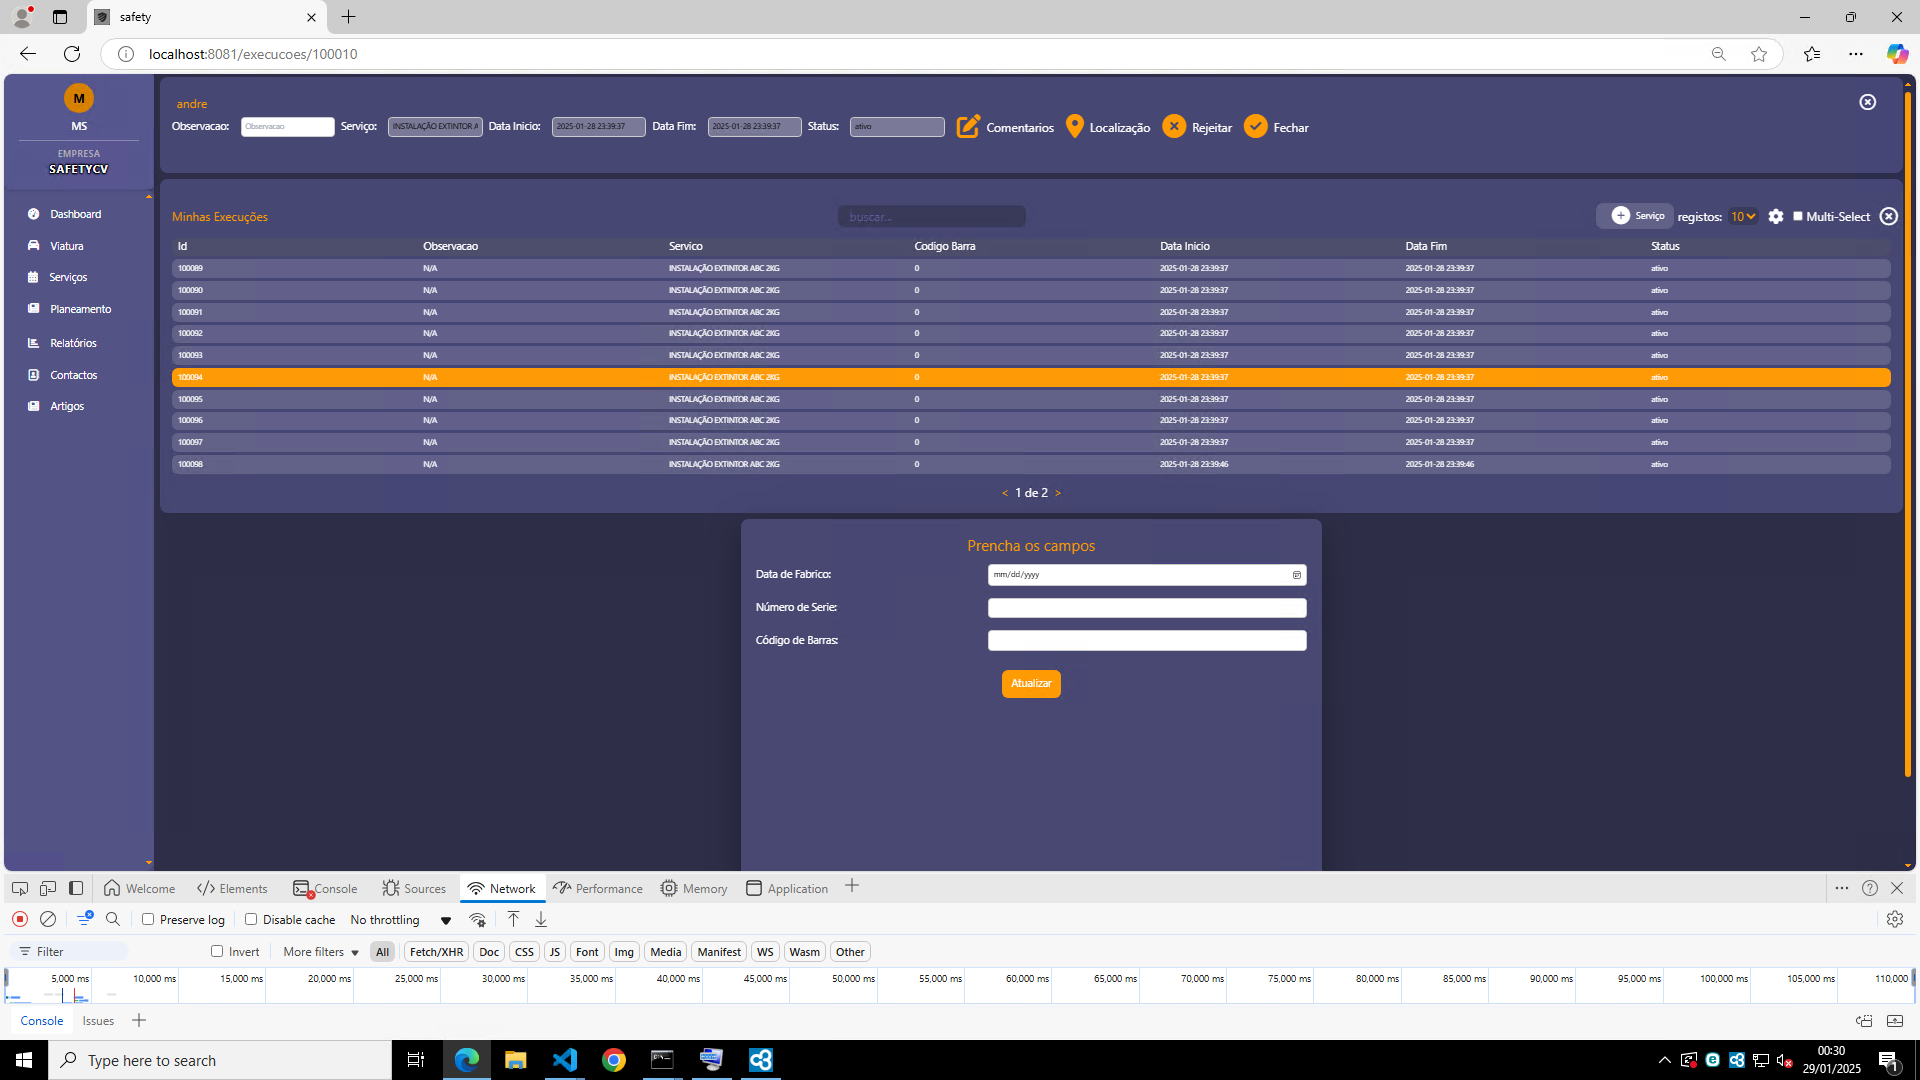 safety
localhost:8081/execucoes/100010
M
MS
EMPRESA
SAFETYCV
Dashboard
Viatura
Serviços
Planeamento
Relatórios
Contactos
Artigos
andre
Observacao: Observacao Serviço: INSTALAÇÃO EXTINTOR A Data Inicio: 2025-01-28 23:39:37 Data Fim: 2025-01-28 23:39:37 Status: ativo Comentarios Localização Rejeitar Fechar
Minhas Execuções buscar... Serviço registos: 10 Multi-Select
Id Observacao Servico Codigo Barra Data Inicio Data Fim Status
100089 N/A INSTALAÇÃO EXTINTOR ABC 2KG 0 2025-01-28 23:39:37 2025-01-28 23:39:37 ativo
100090 N/A INSTALAÇÃO EXTINTOR ABC 2KG 0 2025-01-28 23:39:37 2025-01-28 23:39:37 ativo
100091 N/A INSTALAÇÃO EXTINTOR ABC 2KG 0 2025-01-28 23:39:37 2025-01-28 23:39:37 ativo
100092 N/A INSTALAÇÃO EXTINTOR ABC 2KG 0 2025-01-28 23:39:37 2025-01-28 23:39:37 ativo
100093 N/A INSTALAÇÃO EXTINTOR ABC 2KG 0 2025-01-28 23:39:37 2025-01-28 23:39:37 ativo
100094 N/A INSTALAÇÃO EXTINTOR ABC 2KG 0 2025-01-28 23:39:37 2025-01-28 23:39:37 ativo
100095 N/A INSTALAÇÃO EXTINTOR ABC 2KG 0 2025-01-28 23:39:37 2025-01-28 23:39:37 ativo
100096 N/A INSTALAÇÃO EXTINTOR ABC 2KG 0 2025-01-28 23:39:37 2025-01-28 23:39:37 ativo
100097 N/A INSTALAÇÃO EXTINTOR ABC 2KG 0 2025-01-28 23:39:37 2025-01-28 23:39:37 ativo
100098 N/A INSTALAÇÃO EXTINTOR ABC 2KG 0 2025-01-28 23:39:46 2025-01-28 23:39:46 ativo
< 1 de 2 >
Prencha os campos
Data de Fabrico: mm/dd/yyyy
Número de Serie:
Código de Barras:
Atualizar
Welcome Elements Console Sources Network Performance Memory Application
Preserve log Disable cache No throttling
Filter Invert More filters All Fetch/XHR Doc CSS JS Font Img Media Manifest WS Wasm Other
5,000 ms 10,000 ms 15,000 ms 20,000 ms 25,000 ms 30,000 ms 35,000 ms 40,000 ms 45,000 ms 50,000 ms 55,000 ms 60,000 ms 65,000 ms 70,000 ms 75,000 ms 80,000 ms 85,000 ms 90,000 ms 95,000 ms 100,000 ms 105,000 ms 110,000
Console Issues
Type here to search
00:30
29/01/2025
1